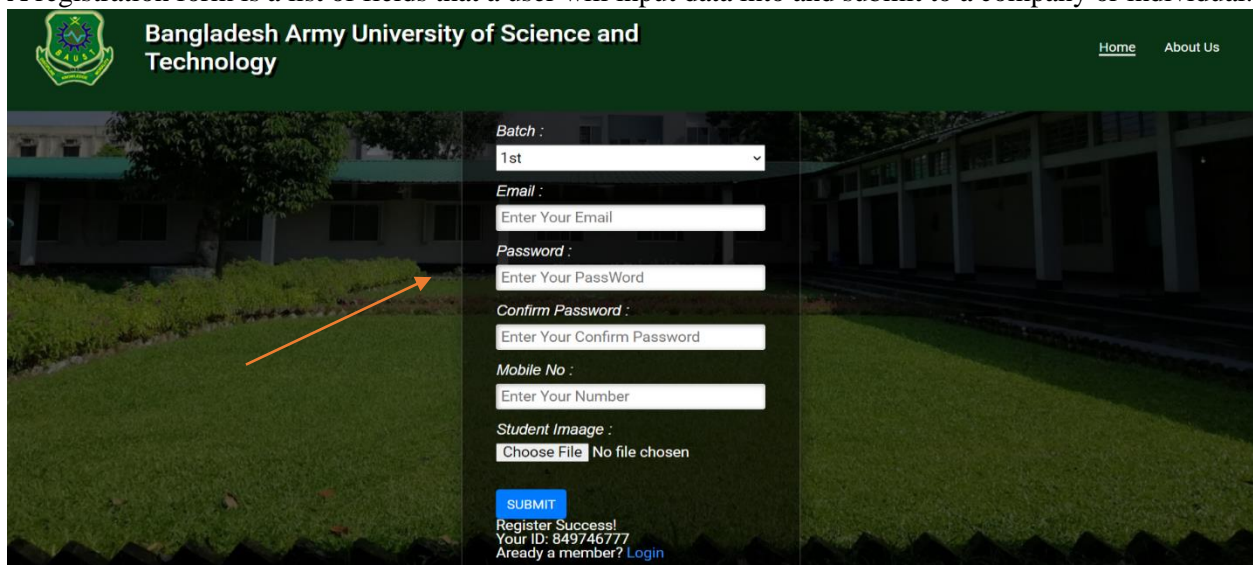 A registration form is a list of fields that a user will input data into and submit to a company or individual.
Bangladesh Army University of Science and
Technology
Home About Us
BAUST
Batch :
1st
Email :
Enter Your Email
Password :
Enter Your PassWord
Confirm Password :
Enter Your Confirm Password
Mobile No :
Enter Your Number
Student Imaage :
Choose File No file chosen
SUBMIT
Register Success!
Your ID: 849746777
Aready a member? Login